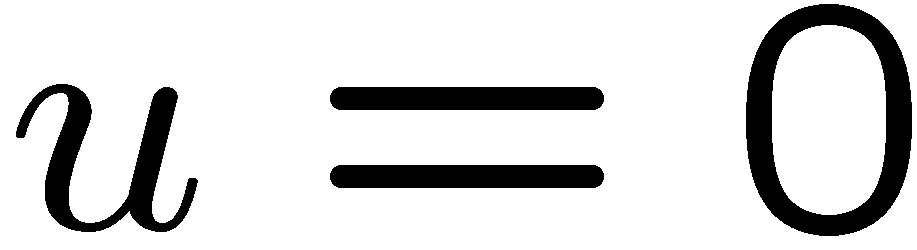 u = 0